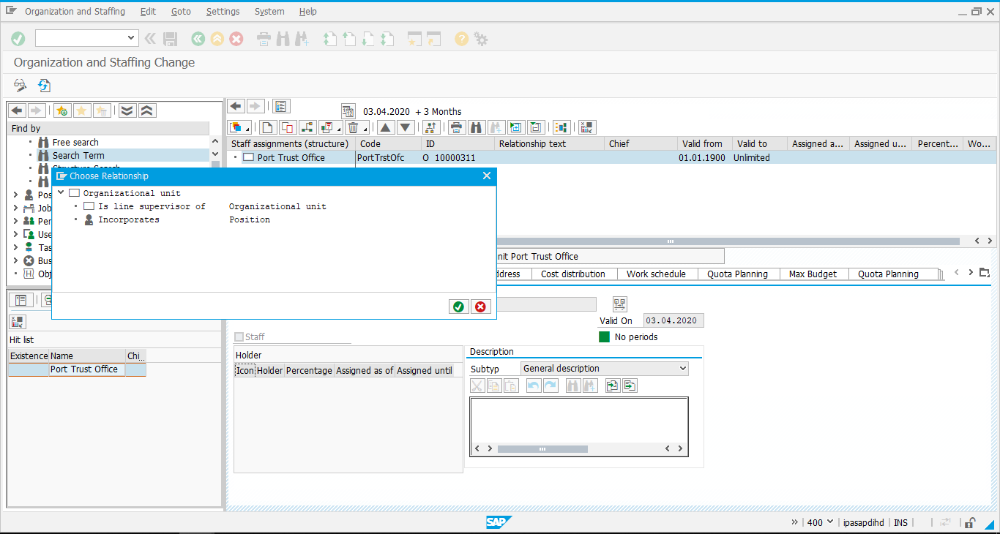 Organization and Staffing Edit Goto Settings System Help
Organization and Staffing Change
Find by
Free search
Search Term
Structure Search
Pos
Job
Per
Use
Tas
Bus
Obj
03.04.2020 + 3 Months
Staff assignments (structure) Code ID Relationship text Chief Valid from Valid to Assigned a... Assigned u... Percent... Wo...
Port Trust Office PortTrstOfc O 10000311 01.01.1900 Unlimited
Choose Relationship
Organizational unit
Is line supervisor of Organizational unit
Incorporates Position
nit Port Trust Office
ddress Cost distribution Work schedule Quota Planning Max Budget Quota Planning
Hit list
Existence Name Chi...
Port Trust Office
Valid On 03.04.2020
No periods
Staff
Holder
Icon Holder Percentage Assigned as of Assigned until
Description
Subtyp General description
SAP
400 ipasapdihd INS